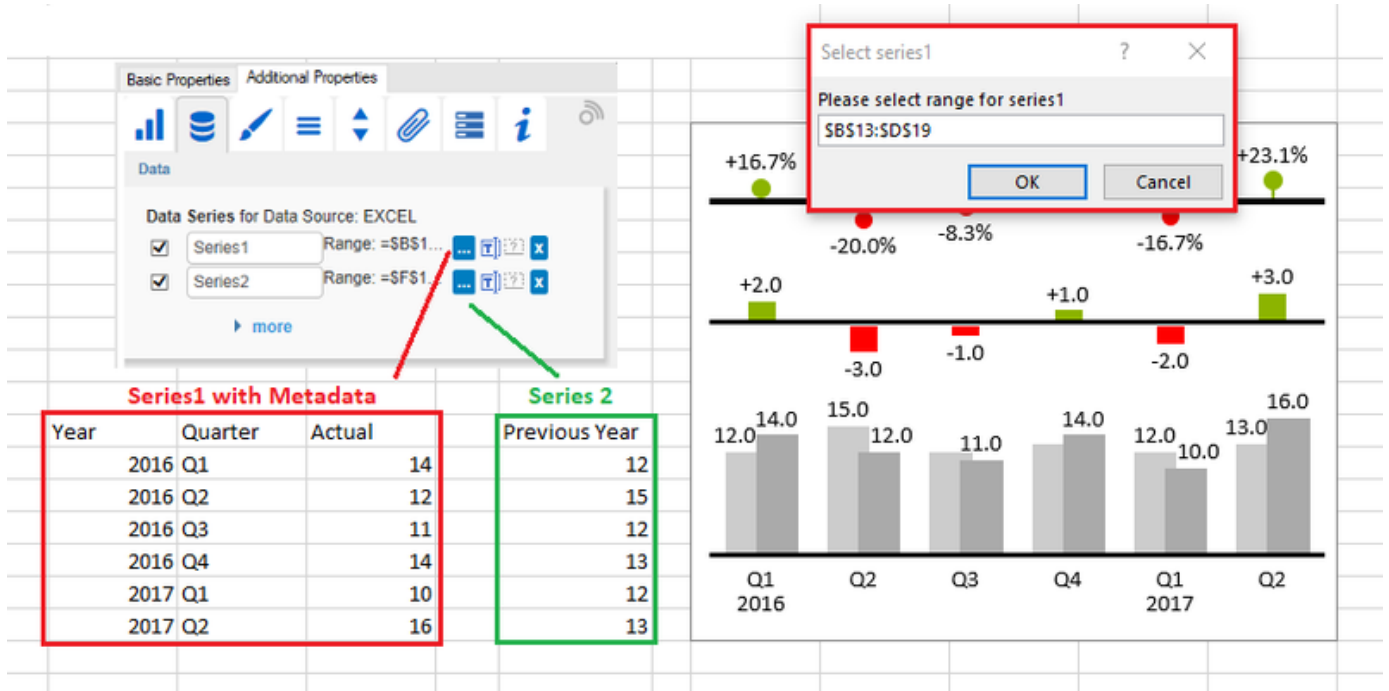 Basic Properties Additional Properties
Data
Data Series for Data Source: EXCEL
Series1 Range: =$B$1... ... T ? x
Series2 Range: =$F$1... ... T ? x
more
Series1 with Metadata
Year Quarter Actual
2016 Q1 14
2016 Q2 12
2016 Q3 11
2016 Q4 14
2017 Q1 10
2017 Q2 16
Series 2
Previous Year
12
15
12
13
12
13
Select series1 ? ×
Please select range for series1
$B$13:$D$19
OK Cancel
+16.7% -20.0% -8.3% -16.7% +23.1%
+2.0 -3.0 -1.0 +1.0 -2.0 +3.0
12.0 14.0 15.0 12.0 11.0 14.0 12.0 10.0 13.0 16.0
Q1 Q2 Q3 Q4 Q1 Q2
2016 2017